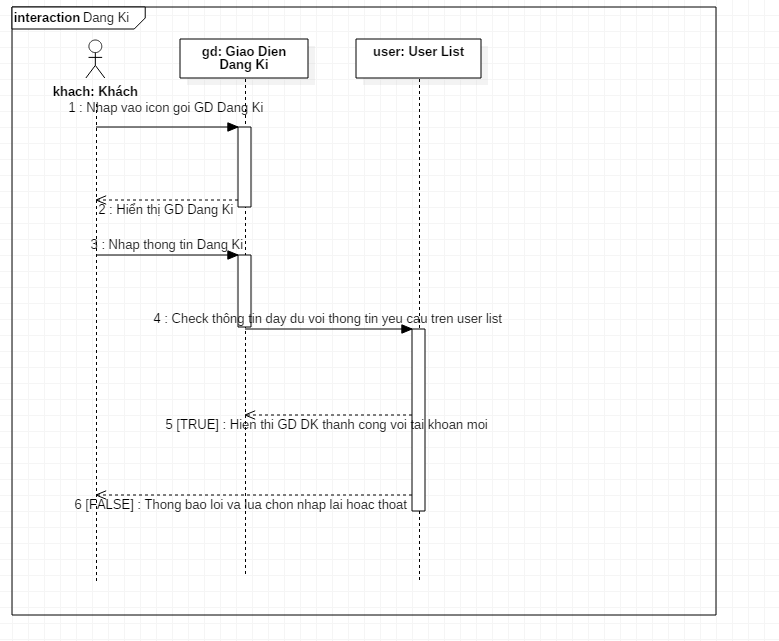 interaction Dang Ki
gd: Giao Dien
Dang Ki
user: User List
khach: Khách
1 : Nhap vao icon goi GD Dang Ki
2 : Hiển thị GD Dang Ki
3 : Nhap thong tin Dang Ki
4 : Check thông tin day du voi thong tin yeu cau tren user list
5 [TRUE] : Hien thi GD DK thanh cong voi tai khoan moi
6 [FALSE] : Thong bao loi va lua chon nhap lai hoac thoat